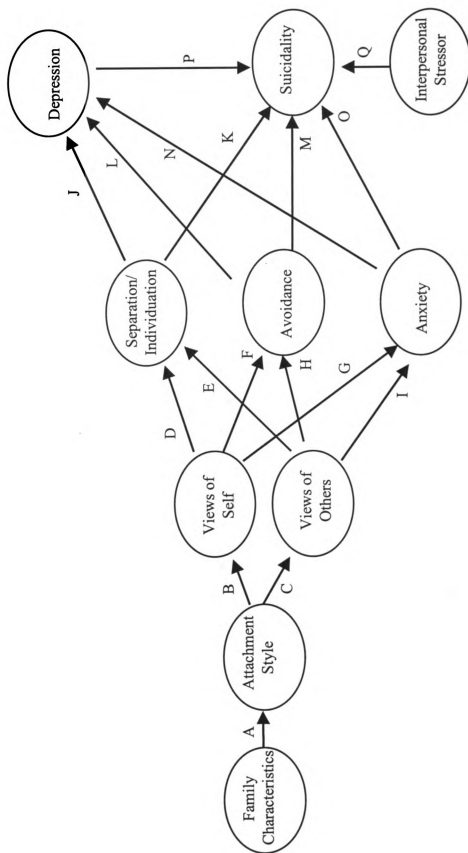 Family
Characteristics
A
Attachment
Style
B
C
Views of
Self
Views of
Others
D
E
F
H
G
I
Separation/
Individuation
Avoidance
Anxiety
J
L
N
K
M
O
Depression
P
Suicidality
Q
Interpersonal
Stressor